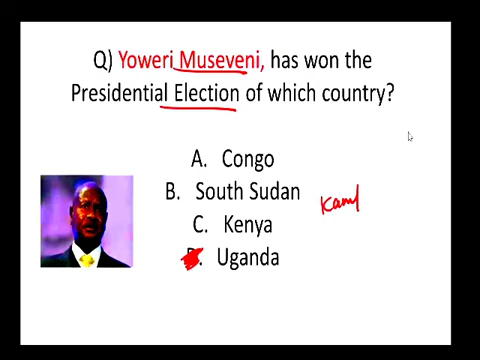 Q) Yoweri Museveni, has won the
Presidential Election of which country?
A. Congo
B. South Sudan
C. Kenya
Uganda